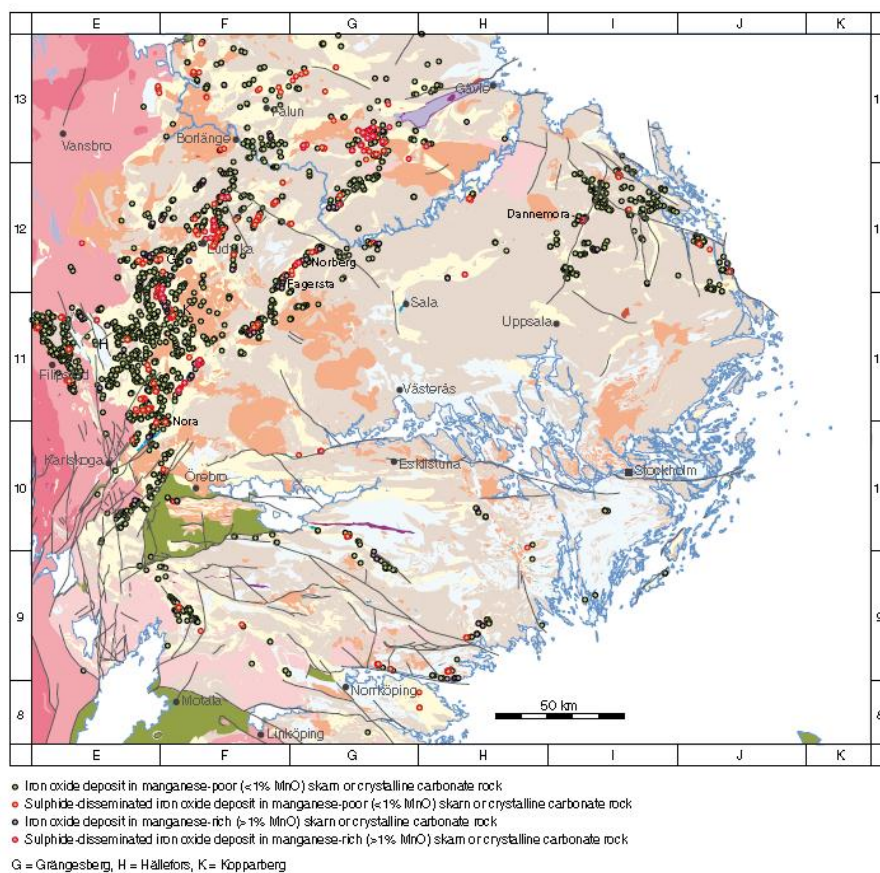 E F G H I J K
13
Gävle
Falun
Vansbro
Borlänge
12
Dannemora
Ludvika
G
Norberg
Fagersta
Sala
K
Uppsala
H
11
Filipstad
Västerås
Nora
Karlskoga
Eskilstuna
Stockholm
Örebro
10
9
Norrköping
Motala
50 km
8
Linköping
E F G H I J K
Iron oxide deposit in manganese-poor (<1% MnO) skarn or crystalline carbonate rock
Sulphide-disseminated iron oxide deposit in manganese-poor (<1% MnO) skarn or crystalline carbonate rock
Iron oxide deposit in manganese-rich (>1% MnO) skarn or crystalline carbonate rock
Sulphide-disseminated iron oxide deposit in manganese-rich (>1% MnO) skarn or crystalline carbonate rock
G = Grängesberg, H = Hällefors, K = Kopparberg